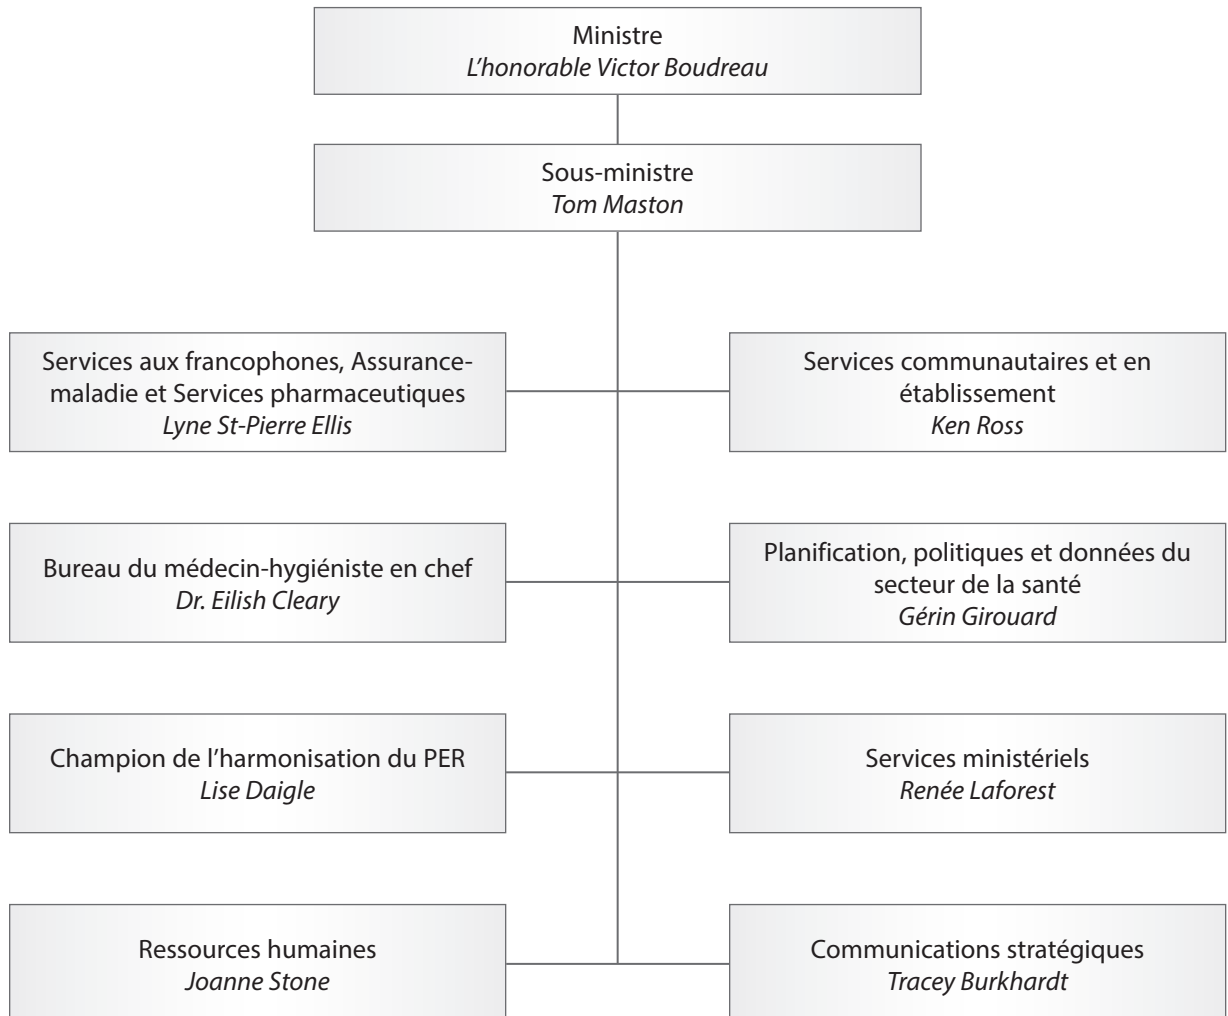 Ministre
L'honorable Victor Boudreau
Sous-ministre
Tom Maston
Services aux francophones, Assurance-
maladie et Services pharmaceutiques
Lyne St-Pierre Ellis
Services communautaires et en
établissement
Ken Ross
Bureau du médecin-hygiéniste en chef
Dr. Eilish Cleary
Planification, politiques et données du
secteur de la santé
Gérin Girouard
Champion de l'harmonisation du PER
Lise Daigle
Services ministériels
Renée Laforest
Ressources humaines
Joanne Stone
Communications stratégiques
Tracey Burkhardt